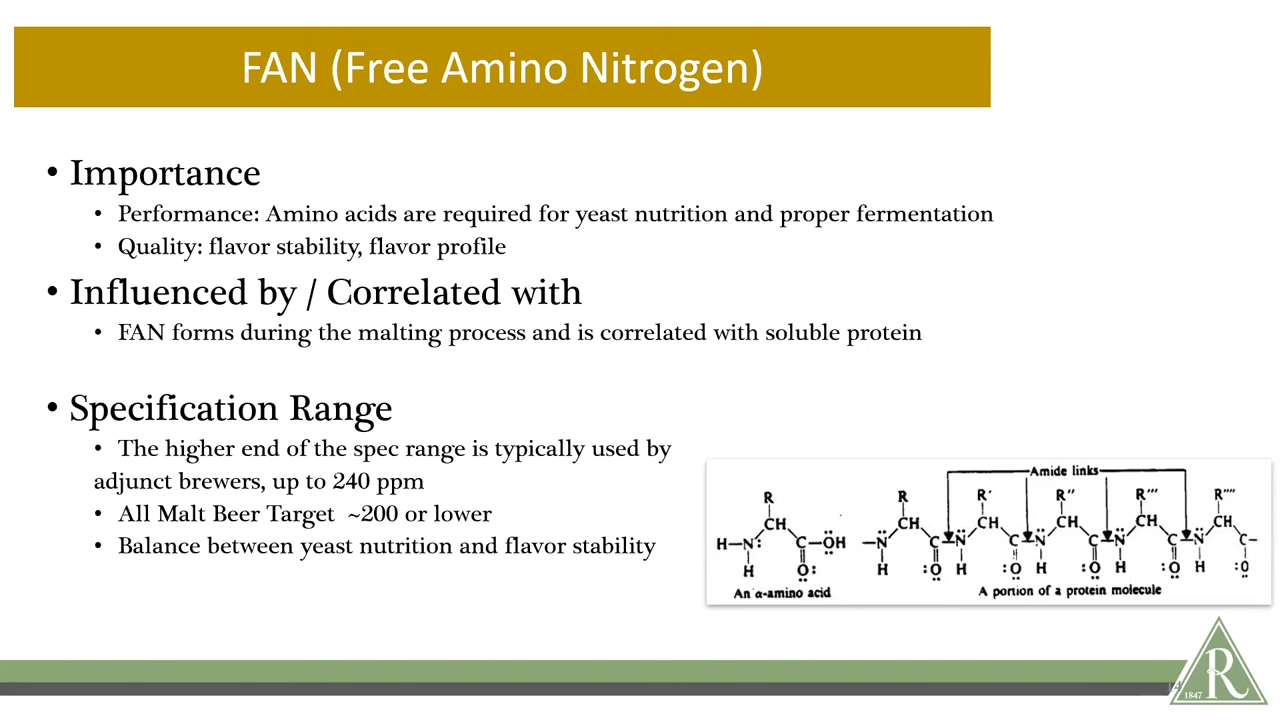 FAN (Free Amino Nitrogen)
• Importance
• Performance: Amino acids are required for yeast nutrition and proper fermentation
• Quality: flavor stability, flavor profile
• Influenced by / Correlated with
• FAN forms during the malting process and is correlated with soluble protein
• Specification Range
• The higher end of the spec range is typically used by
adjunct brewers, up to 240 ppm
• All Malt Beer Target ~200 or lower
• Balance between yeast nutrition and flavor stability
Amide links
R R R' R'' R''' R''''
CH CH CH CH CH CH
H—N: C—OH —N C N C N C N C N C—
H O: H :O H :O H :O H :O H :O
An α-amino acid A portion of a protein molecule
R
1847
14